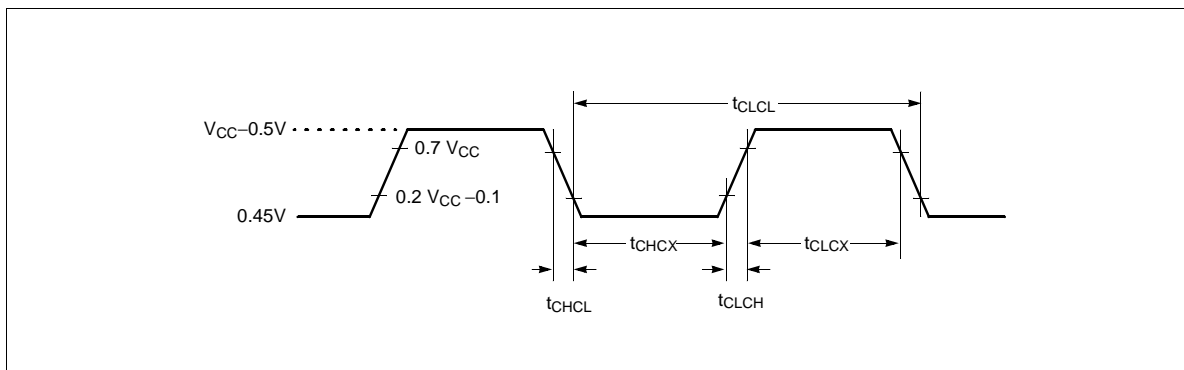 tCLCL
VCC–0.5V
0.7 VCC
0.2 VCC –0.1
0.45V
tCHCX
tCLCX
tCHCL
tCLCH